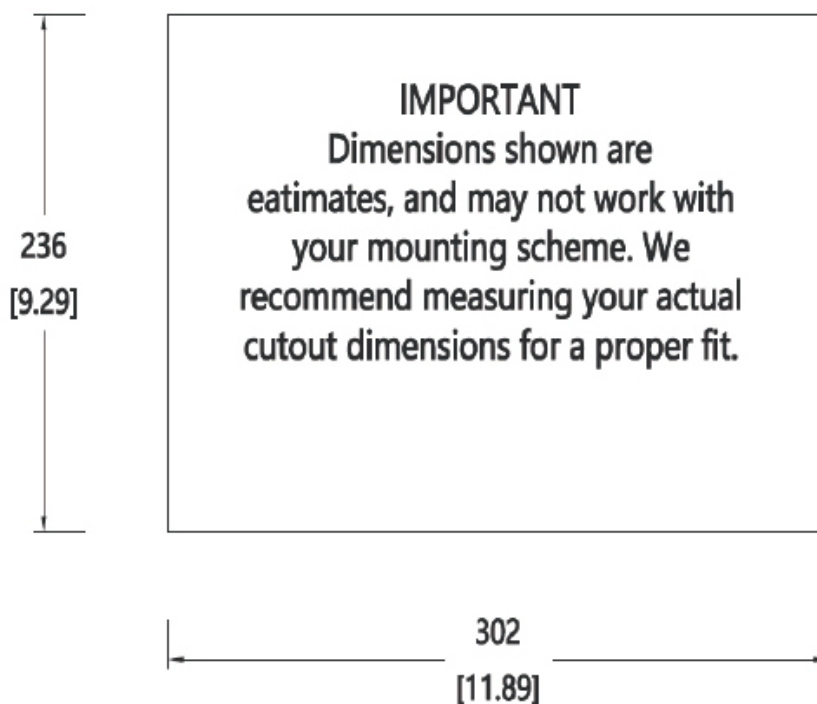 IMPORTANT
Dimensions shown are
eatimates, and may not work with
your mounting scheme. We
recommend measuring your actual
cutout dimensions for a proper fit.
236
[9.29]
302
[11.89]